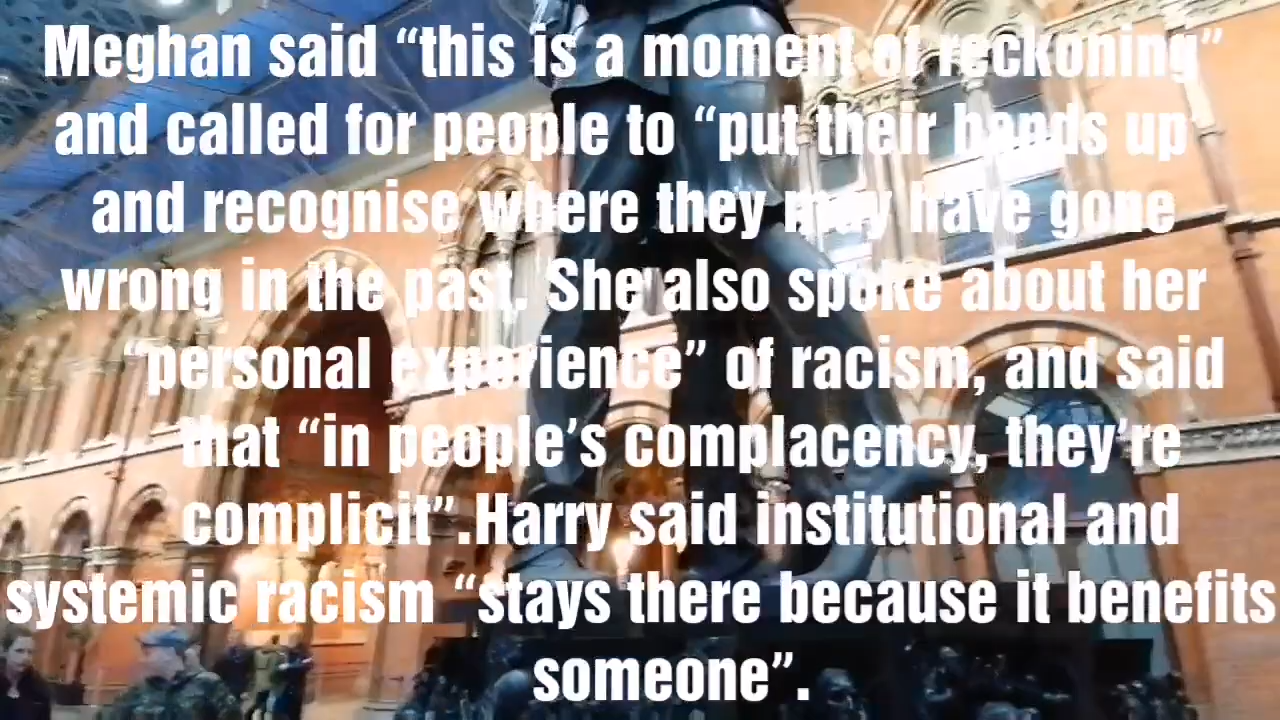 Meghan said “this is a moment of reckoning”
and called for people to “put their hands up
and recognise where they may have gone
wrong in the past. She also spoke about her
“personal experience” of racism, and said
that “in people’s complacency, they’re
complicit”.Harry said institutional and
systemic racism “stays there because it benefits
someone”.